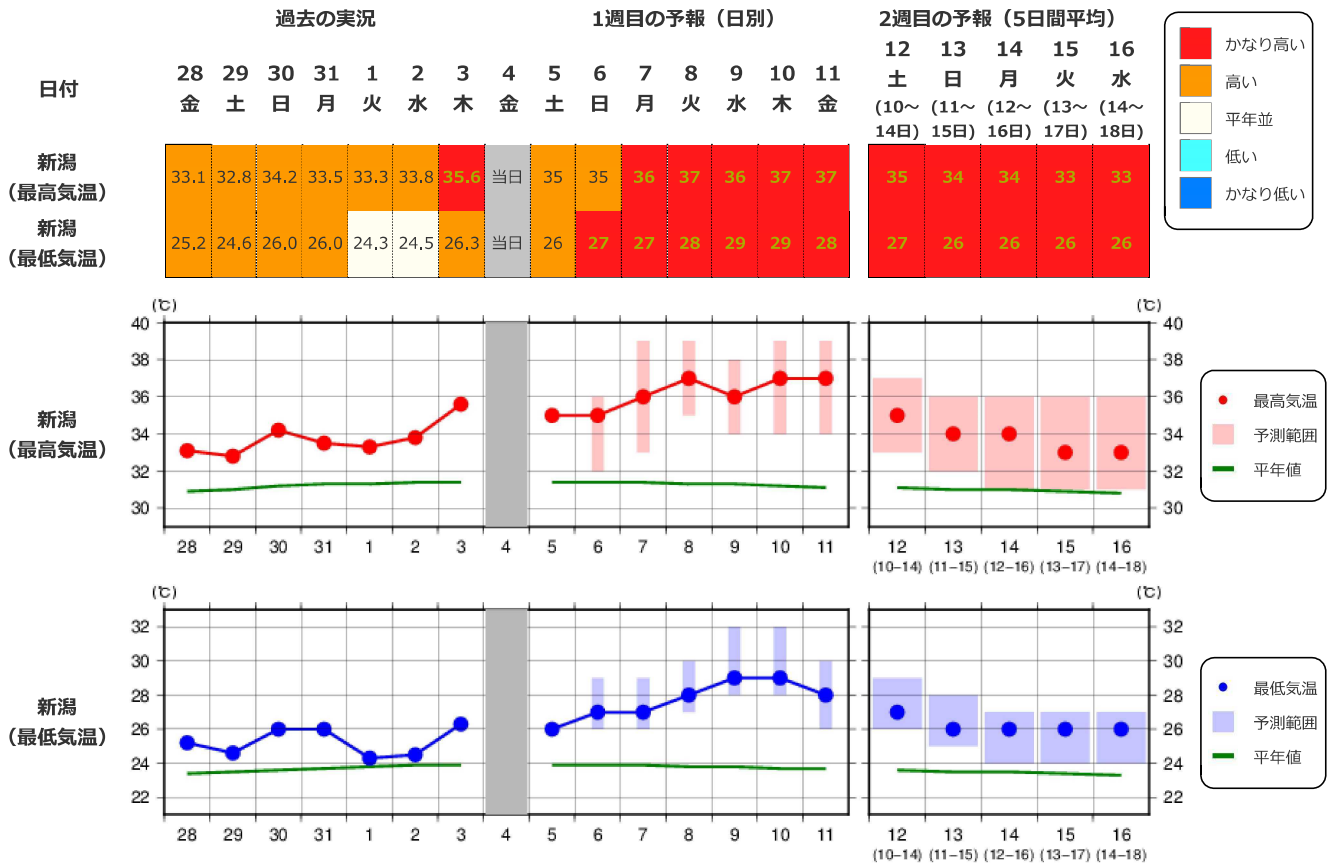 過去の実況 1週目の予報（日別） 2週目の予報（5日間平均）
日付 28 29 30 31 1 2 3 4 5 6 7 8 9 10 11 12 13 14 15 16
金 土 日 月 火 水 木 金 土 日 月 火 水 木 金 土 日 月 火 水
(10～ (11～ (12～ (13～ (14～
14日) 15日) 16日) 17日) 18日)
新潟
（最高気温）
33.1 32.8 34.2 33.5 33.3 33.8 35.6 当日 35 35 36 37 36 37 37 35 34 34 33 33
新潟
（最低気温）
25.2 24.6 26.0 26.0 24.3 24.5 26.3 当日 26 27 27 28 29 29 28 27 26 26 26 26
かなり高い
高い
平年並
低い
かなり低い
(℃) (℃)
40 40
38 38
36 36
34 34
32 32
30 30
新潟
（最高気温）
28 29 30 31 1 2 3 4 5 6 7 8 9 10 11 12 13 14 15 16
(10−14) (11−15) (12−16) (13−17) (14−18)
最高気温
予測範囲
平年値
(℃) (℃)
32 32
30 30
28 28
26 26
24 24
22 22
新潟
（最低気温）
28 29 30 31 1 2 3 4 5 6 7 8 9 10 11 12 13 14 15 16
(10−14) (11−15) (12−16) (13−17) (14−18)
最低気温
予測範囲
平年値